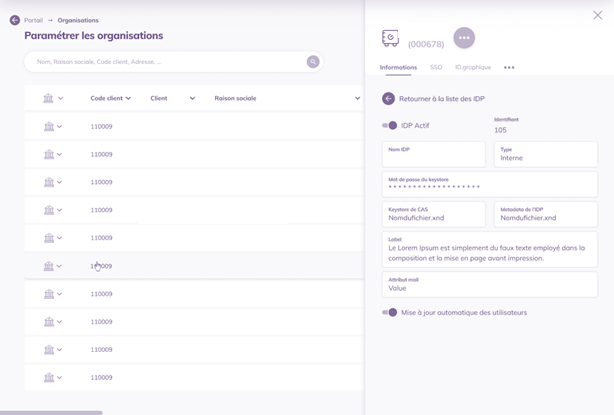 Portail → Organisations
Paramétrer les organisations
Nom, Raison sociale, Code client, Adresse, ...
Code client
Client
Raison sociale
110009
110009
110009
110009
110009
110009
110009
110009
110009
(000678)
Informations
SSO
ID graphique
Retourner à la liste des IDP
IDP Actif
Identifiant
105
Nom IDP
Type
Interne
Mot de passe du keystore
* * * * * * * * * * * * * * * * * * *
Keystore de CAS
Nomdufichier.xnd
Metadata de l'IDP
Nomdufichier.xnd
Label
Le Lorem Ipsum est simplement du faux texte employé dans la
composition et la mise en page avant impression.
Attribut mail
Value
Mise à jour automatique des utilisateurs